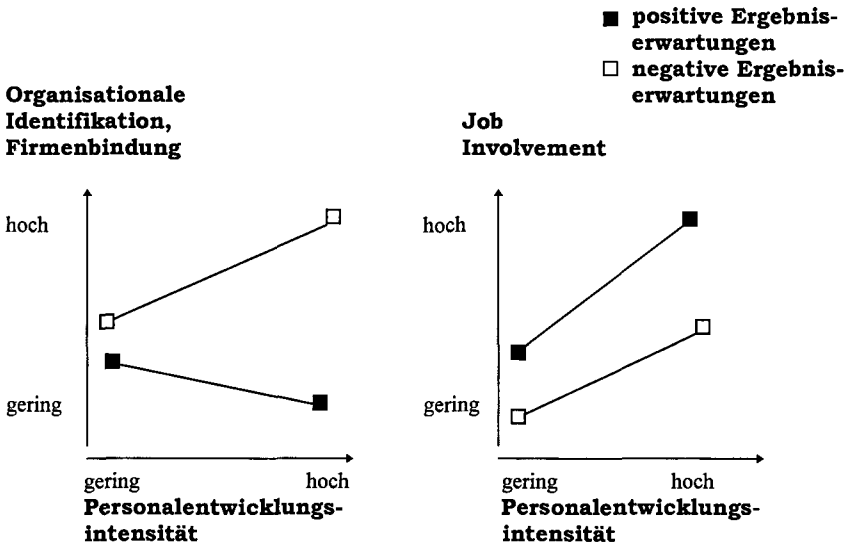 positive Ergebnis-
erwartungen
negative Ergebnis-
erwartungen
Organisationale
Identifikation,
Firmenbindung
hoch
gering
gering hoch
Personalentwicklungs-
intensität
Job
Involvement
hoch
gering
gering hoch
Personalentwicklungs-
intensität